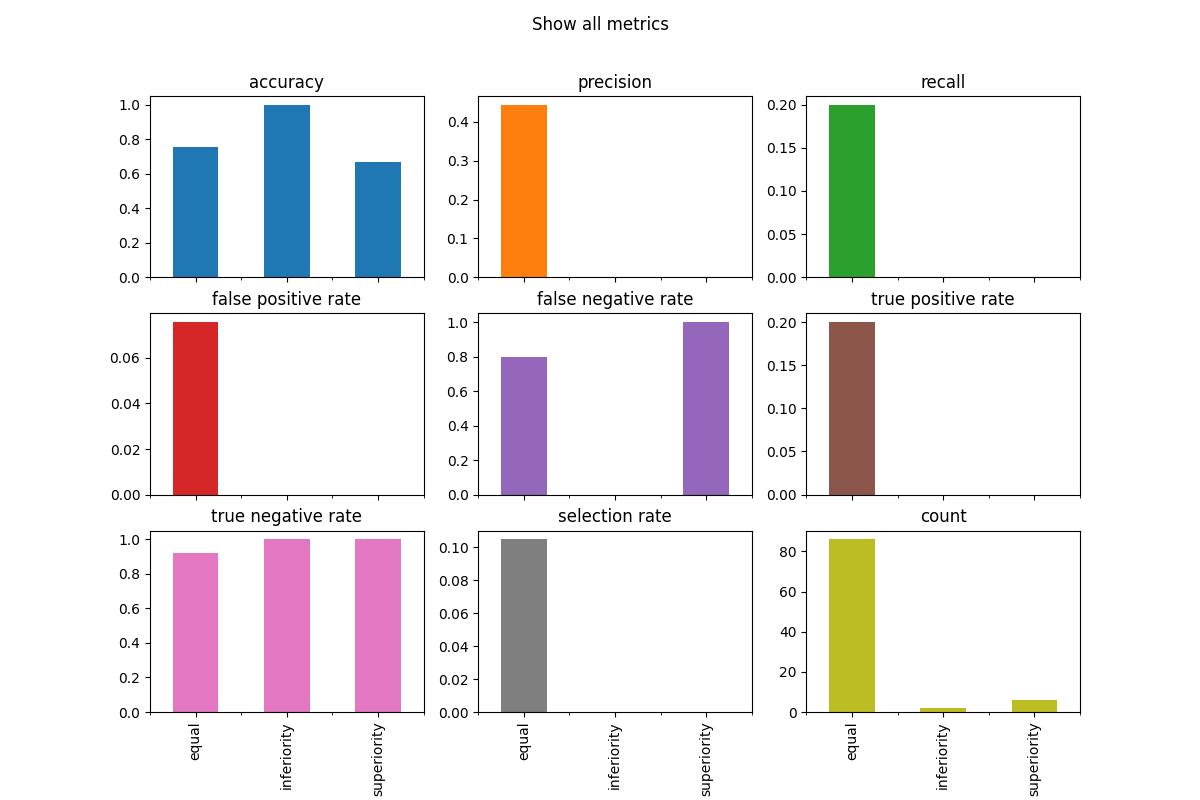 Show all metrics
accuracy
1.0
0.8
0.6
0.4
0.2
0.0
precision
0.4
0.3
0.2
0.1
0.0
recall
0.20
0.15
0.10
0.05
0.00
false positive rate
0.06
0.04
0.02
0.00
false negative rate
1.0
0.8
0.6
0.4
0.2
0.0
true positive rate
0.20
0.15
0.10
0.05
0.00
true negative rate
1.0
0.8
0.6
0.4
0.2
0.0
equal
inferiority
superiority
selection rate
0.10
0.08
0.06
0.04
0.02
0.00
equal
inferiority
superiority
count
80
60
40
20
0
equal
inferiority
superiority